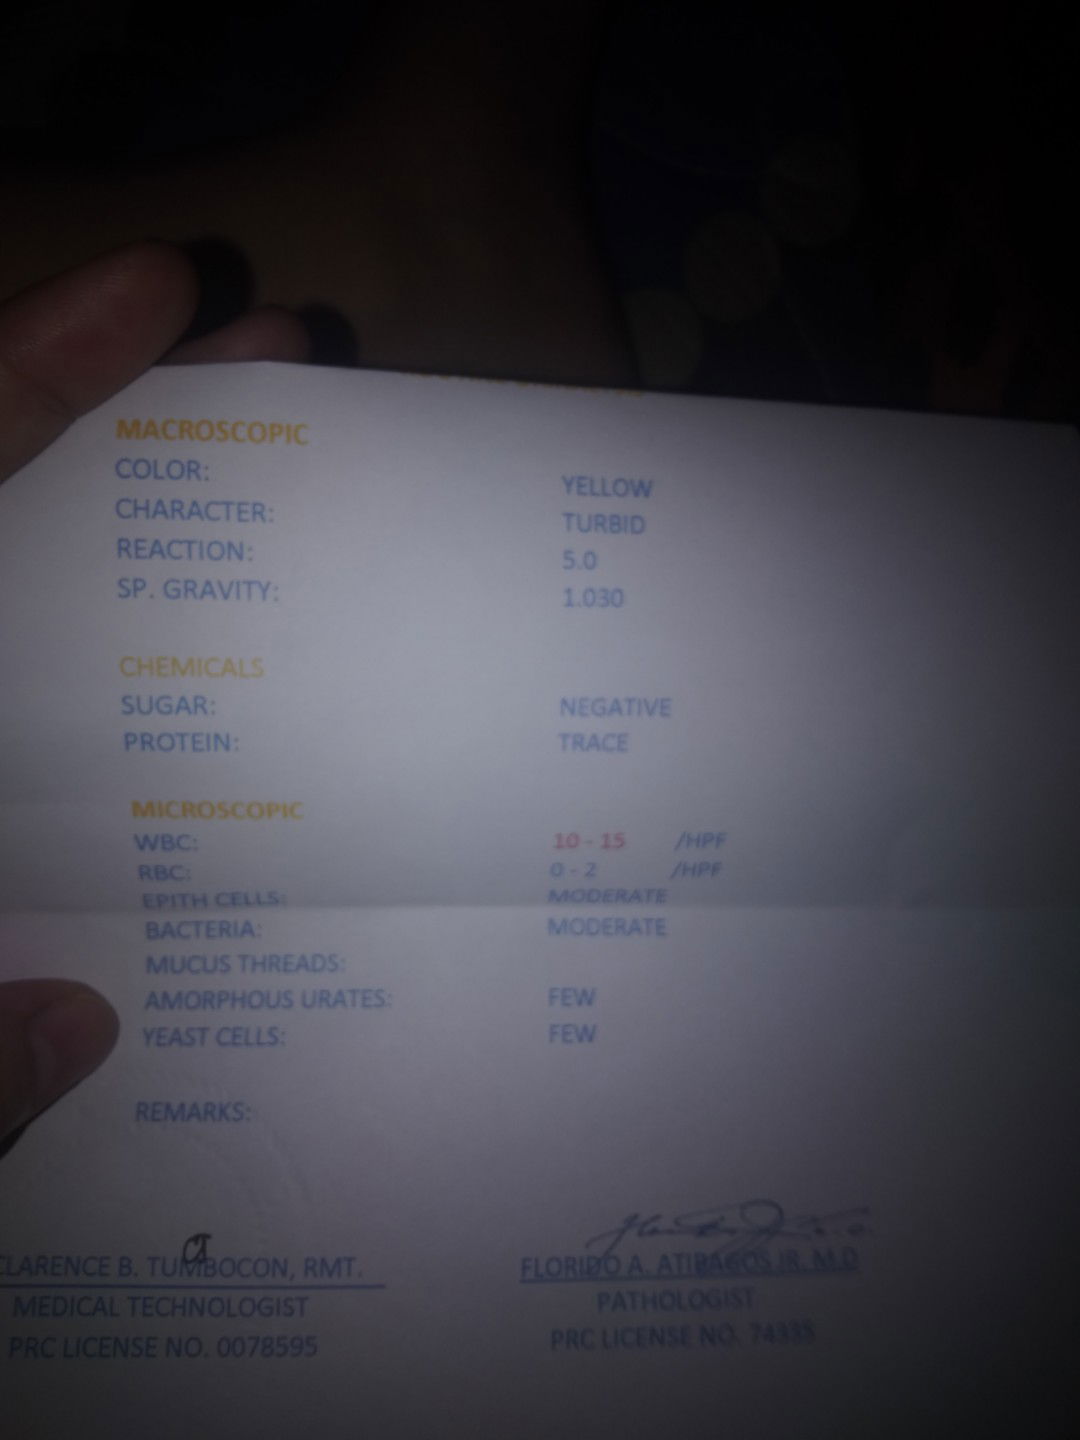 MACROSCOPIC
COLOR: YELLOW
CHARACTER: TURBID
REACTION: 5.0
SP. GRAVITY: 1.030
CHEMICALS
SUGAR: NEGATIVE
PROTEIN: TRACE
MICROSCOPIC
WBC: 10 - 15 /HPF
RBC: 0 - 2 /HPF
EPITH CELLS: MODERATE
BACTERIA: MODERATE
MUCUS THREADS:
AMORPHOUS URATES: FEW
YEAST CELLS: FEW
REMARKS:
CLARENCE B. TUMBOCON, RMT. FLORIDO A. ATIBAGOS JR. M.D
MEDICAL TECHNOLOGIST PATHOLOGIST
PRC LICENSE NO. 0078595 PRC LICENSE NO.